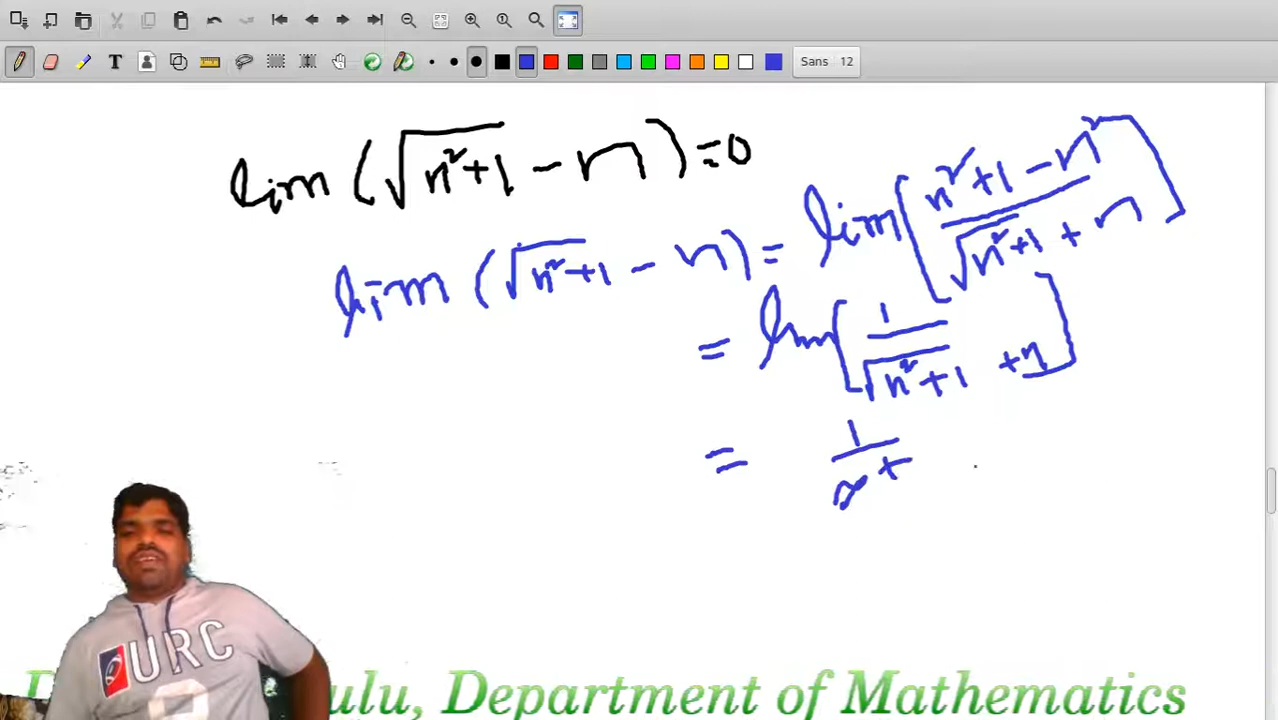 Sans 12
lim (√(n²+1) - n) = 0
lim (√(n²+1) - n) = lim [(n²+1 - n²)/(√(n²+1) + n)]
= lim [1/(√(n²+1) + n)]
= 1/(∞ +
URC
ulu, Department of Mathematics